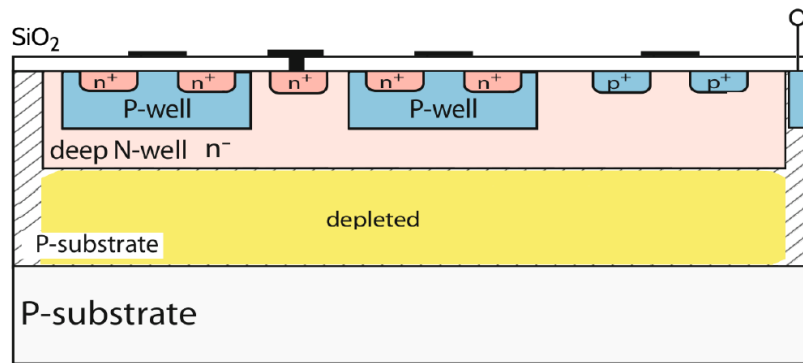 SiO₂
n⁺ n⁺ n⁺ n⁺ n⁺ p⁺ p⁺
P-well P-well
deep N-well n⁻
depleted
P-substrate
P-substrate